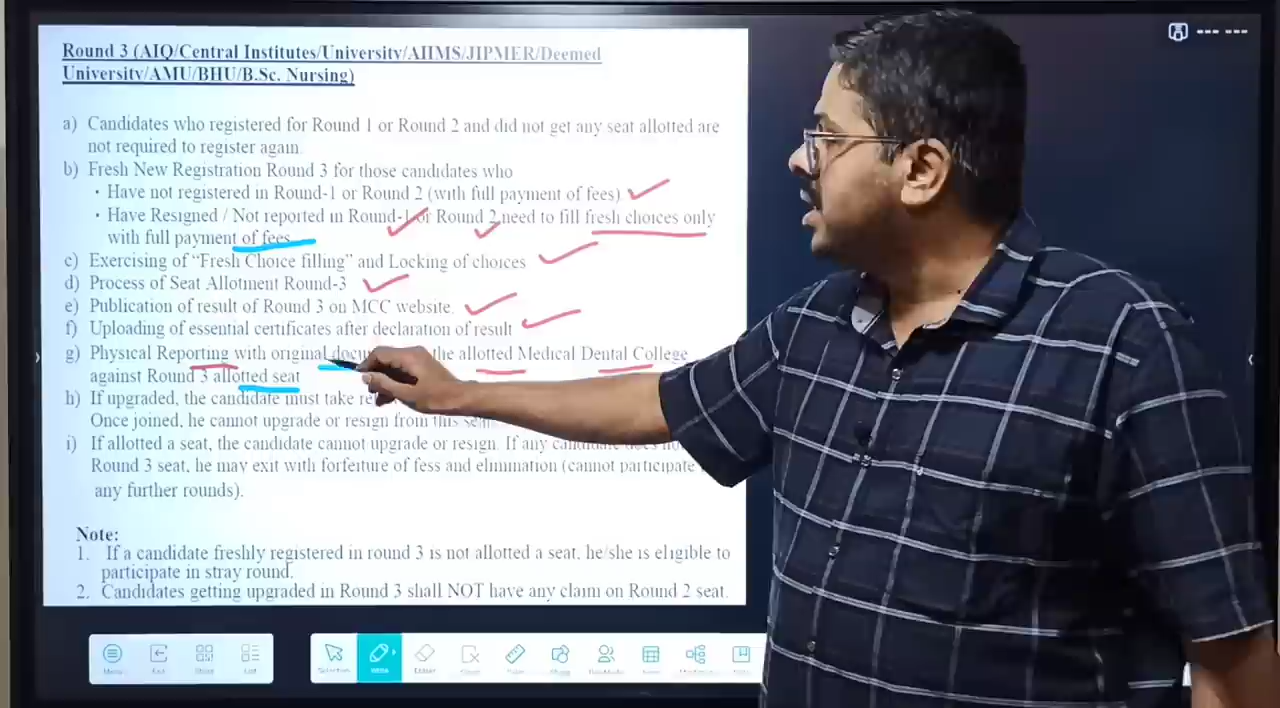 Round 3 (AIQ/Central Institutes/University/AIIMS/JIPMER/Deemed
University/AMU/BHU/B.Sc. Nursing)
a) Candidates who registered for Round 1 or Round 2 and did not get any seat allotted are
not required to register again.
b) Fresh New Registration Round 3 for those candidates who
• Have not registered in Round-1 or Round 2 (with full payment of fees)
• Have Resigned / Not reported in Round-1 or Round 2 need to fill fresh choices only
with full payment of fees
c) Exercising of "Fresh Choice filling" and Locking of choices
d) Process of Seat Allotment Round-3
e) Publication of result of Round 3 on MCC website.
f) Uploading of essential certificates after declaration of result
g) Physical Reporting with original the allotted Medical Dental College
against Round 3 allotted seat
h) If upgraded, the candidate must take
Once joined, he cannot upgrade or resign from this
i) If allotted a seat, the candidate cannot upgrade or resign. If any candidate does
Round 3 seat, he may exit with forfeiture of fess and elimination (cannot participate
any further rounds).
Note:
1. If a candidate freshly registered in round 3 is not allotted a seat, he/she is eligible to
participate in stray round.
2. Candidates getting upgraded in Round 3 shall NOT have any claim on Round 2 seat.
Menu Exit Share List Selection Write Eraser